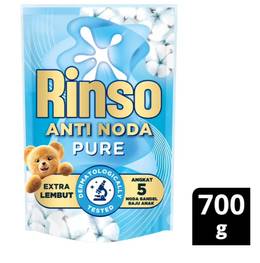 Rinso
ANTI NODA
PURE
EXTRA
LEMBUT
DERMATOLOGICALLY
TESTED
ANGKAT
5
NODA BANDEL
BAJU ANAK
700
g